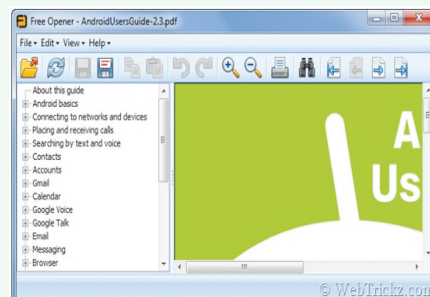 Free Opener - AndroidUsersGuide-2.3.pdf
File Edit View Help
About this guide
Android basics
Connecting to networks and devices
Placing and receiving calls
Searching by text and voice
Contacts
Accounts
Gmail
Calendar
Google Voice
Google Talk
Email
Messaging
Browser
A
Us
© WebTrickz.com